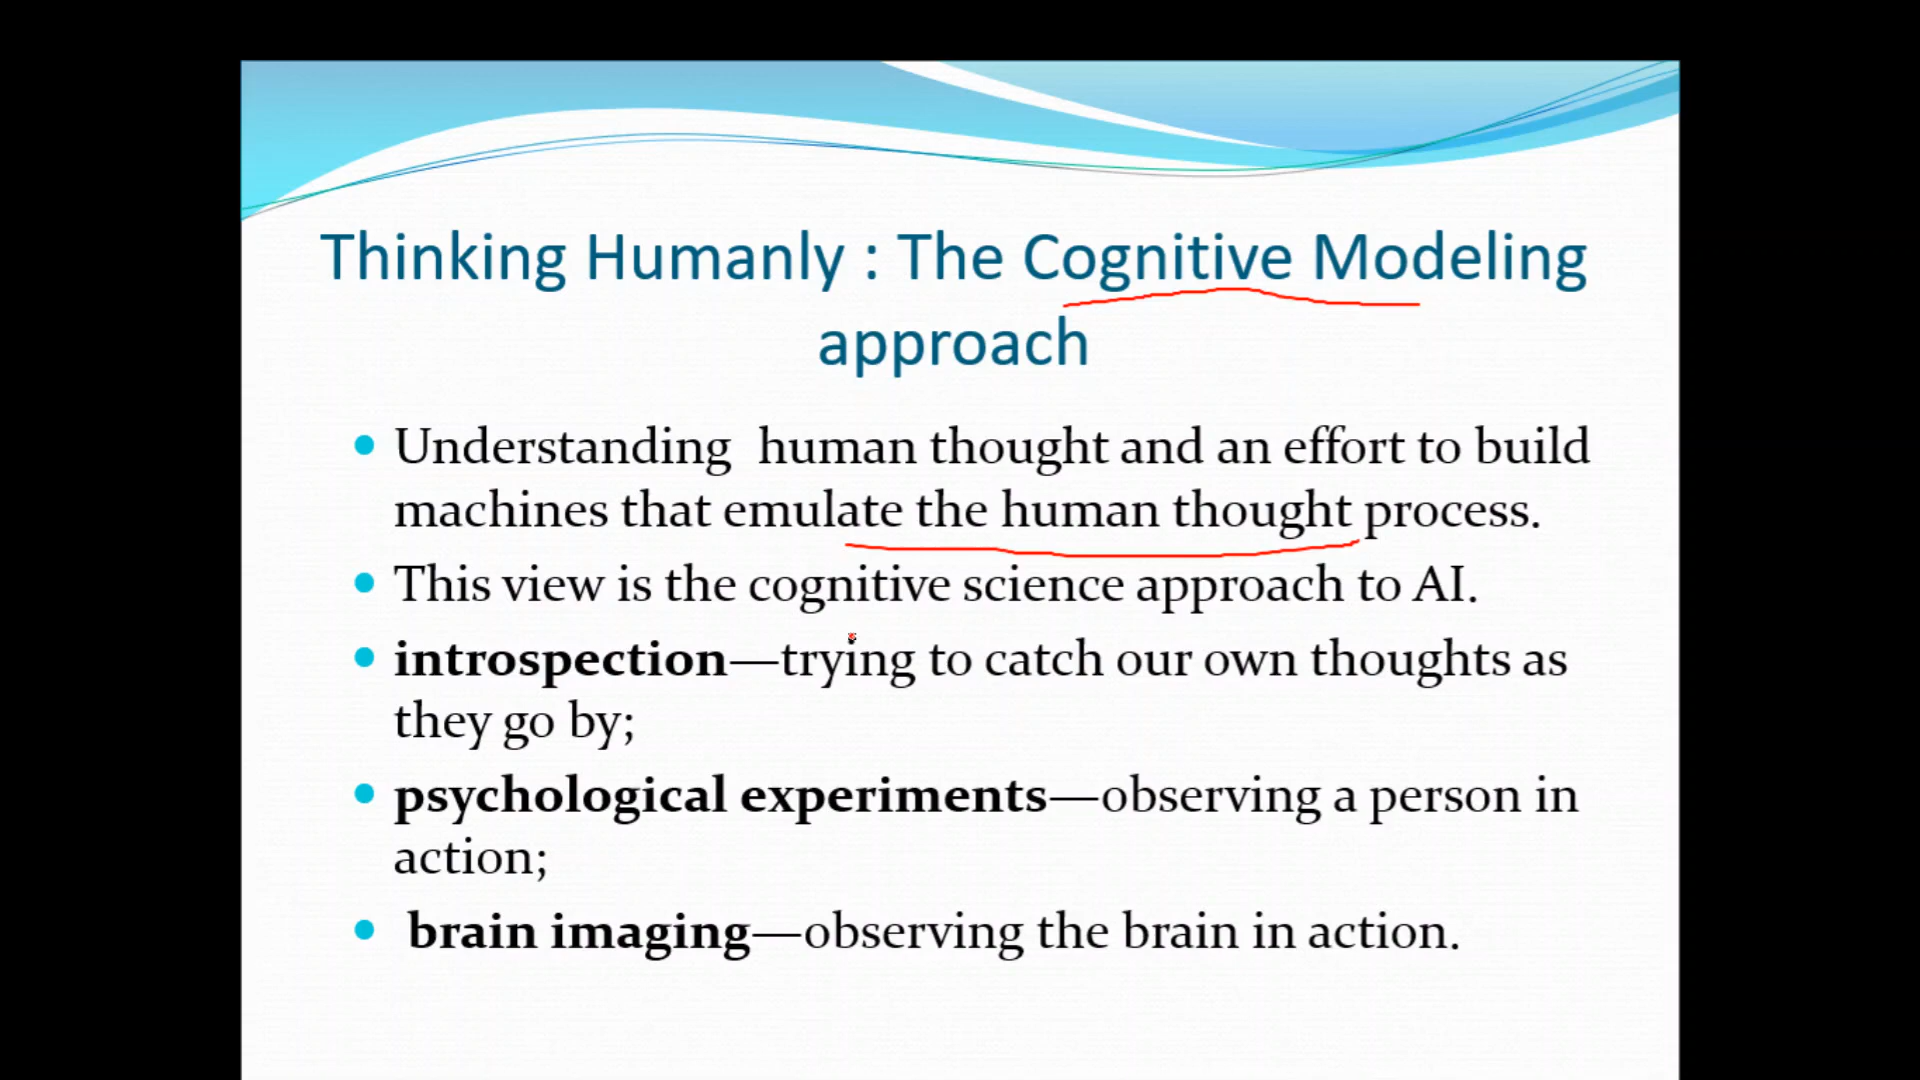 Thinking Humanly : The Cognitive Modeling
approach
Understanding  human thought and an effort to build
machines that emulate the human thought process.
This view is the cognitive science approach to AI.
introspection—trying to catch our own thoughts as
they go by;
psychological experiments—observing a person in
action;
brain imaging—observing the brain in action.